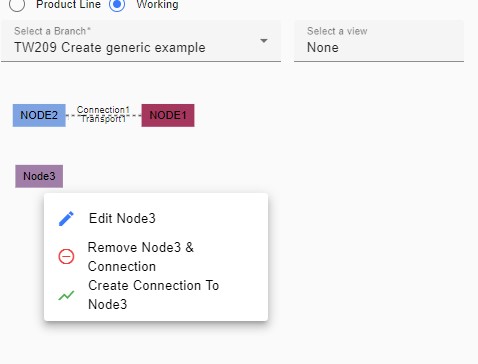 Product Line Working
Select a Branch*
TW209 Create generic example
Select a view
None
NODE2
Connection1
Transport1
NODE1
Node3
Edit Node3
Remove Node3 &
Connection
Create Connection To
Node3